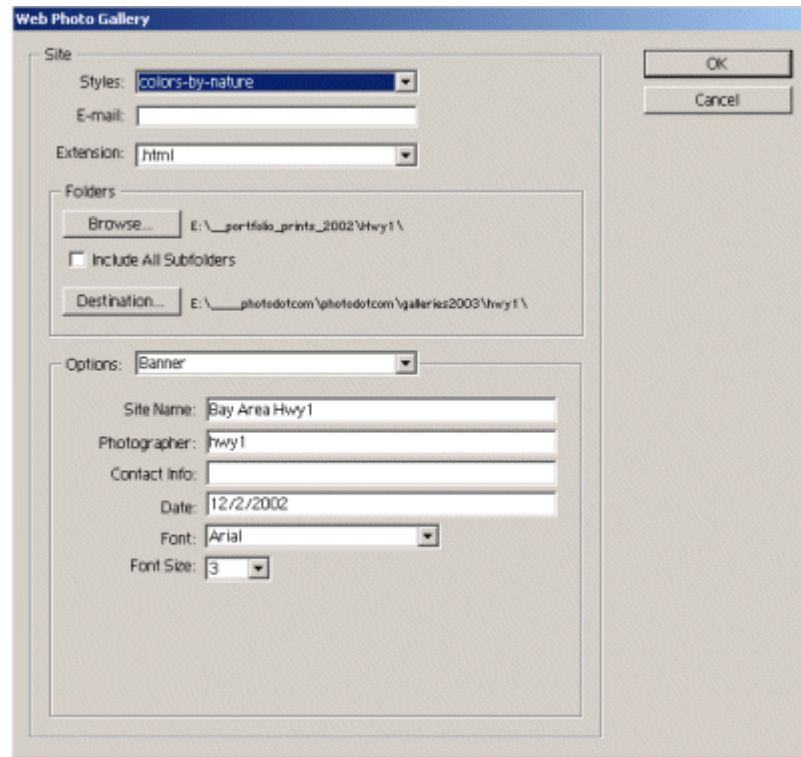 Web Photo Gallery
Site
Styles: colors-by-nature
OK
E-mail:
Cancel
Extension: .html
Folders
Browse... E:\__portfolio_prints_2002\Hwy1\
Include All Subfolders
Destination... E:\____photodotcom\photodotcom\galleries2003\hwy1\
Options: Banner
Site Name: Bay Area Hwy1
Photographer: hwy1
Contact Info:
Date: 12/2/2002
Font: Arial
Font Size: 3